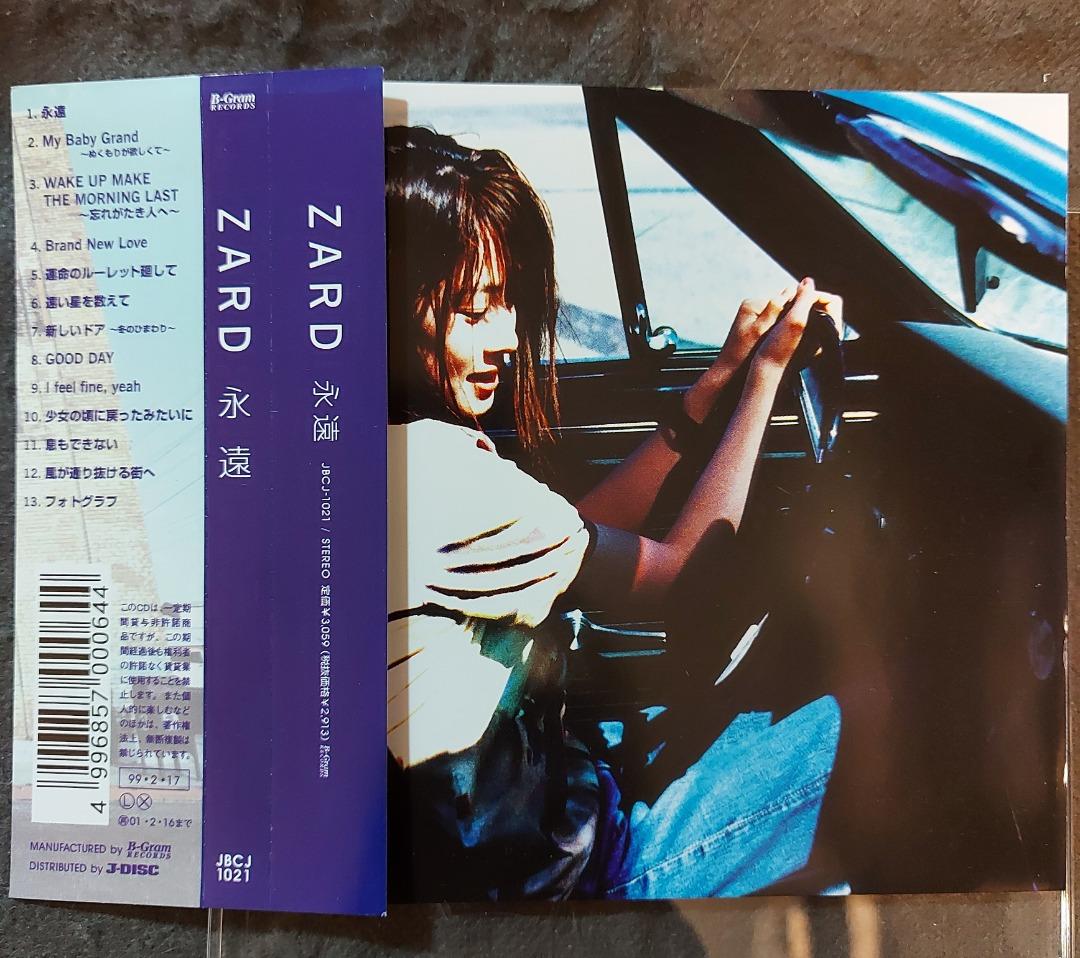 1. 永遠
2. My Baby Grand
～ぬくもりが欲しくて～
3. WAKE UP MAKE
THE MORNING LAST
～忘れがたき人へ～
4. Brand New Love
5. 運命のルーレット廻して
6. 遠い星を数えて
7. 新しいドア ～冬のひまわり～
8. GOOD DAY
9. I feel fine, yeah
10. 少女の頃に戻ったみたいに
11. 息もできない
12. 風が通り抜ける街へ
13. フォトグラフ
4 996857 000644
このCDは、一定期
間貸与非許諾商
品ですが、この期
間経過後も権利者
の許諾なく賃貸業
に使用することを禁
止します。また個
人的に楽しむなど
のほかは、著作権
法上、無断複製は
禁じられています。
99・2・17
Ⓛ Ⓧ
㋲01・2・16まで
MANUFACTURED by B-Gram RECORDS
DISTRIBUTED by J-DISC
B-Gram
RECORDS
ZARD 永遠
JBCJ
1021
ZARD 永遠 JBCJ-1021 / STEREO 定価¥3,059 (税抜価格¥2,913) B-Gram RECORDS